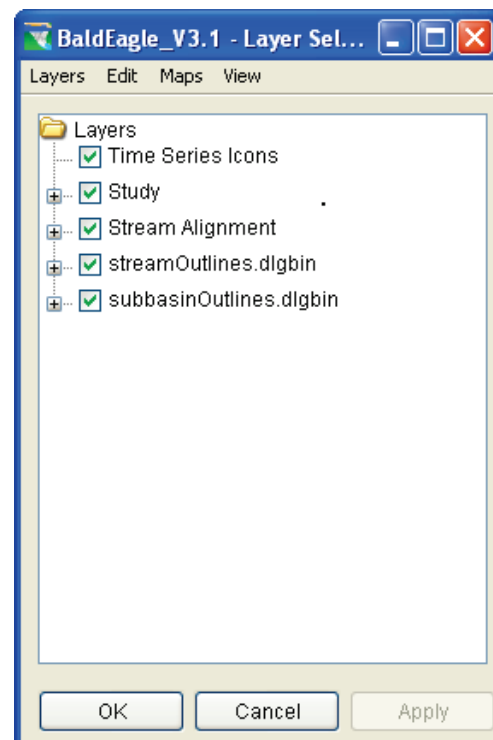 BaldEagle_V3.1 - Layer Sel...
Layers Edit Maps View
Layers
Time Series Icons
Study
Stream Alignment
streamOutlines.dlgbin
subbasinOutlines.dlgbin
OK Cancel Apply